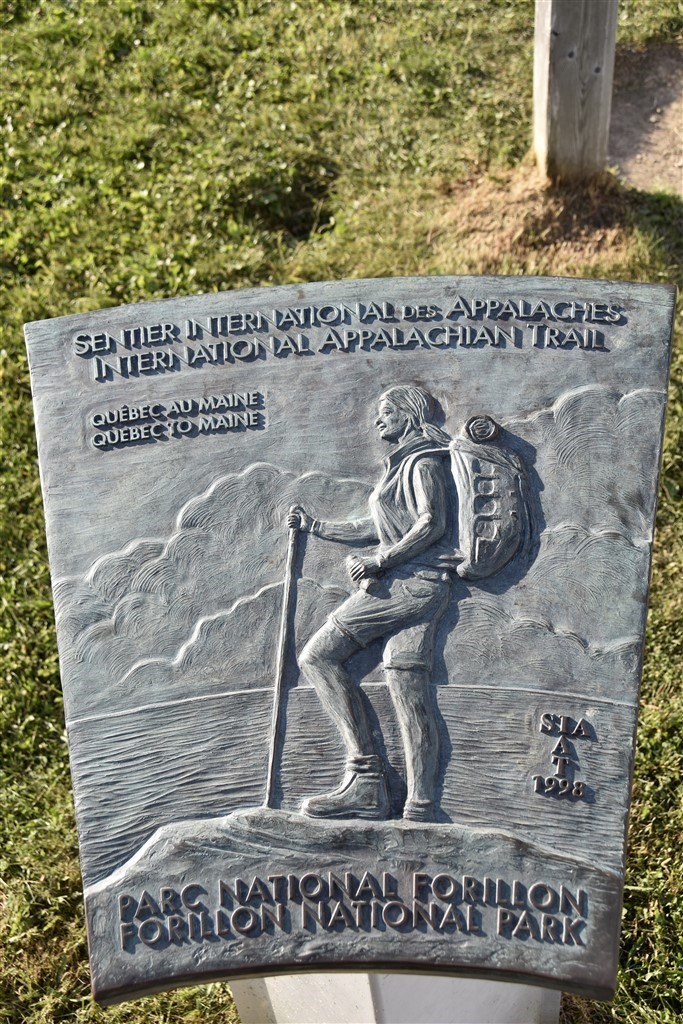 SENTIER INTERNATIONAL DES APPALACHES
INTERNATIONAL APPALACHIAN TRAIL
QUÉBEC AU MAINE
QUÉBEC TO MAINE
SIA
A
T
1998
PARC NATIONAL FORILLON
FORILLON NATIONAL PARK